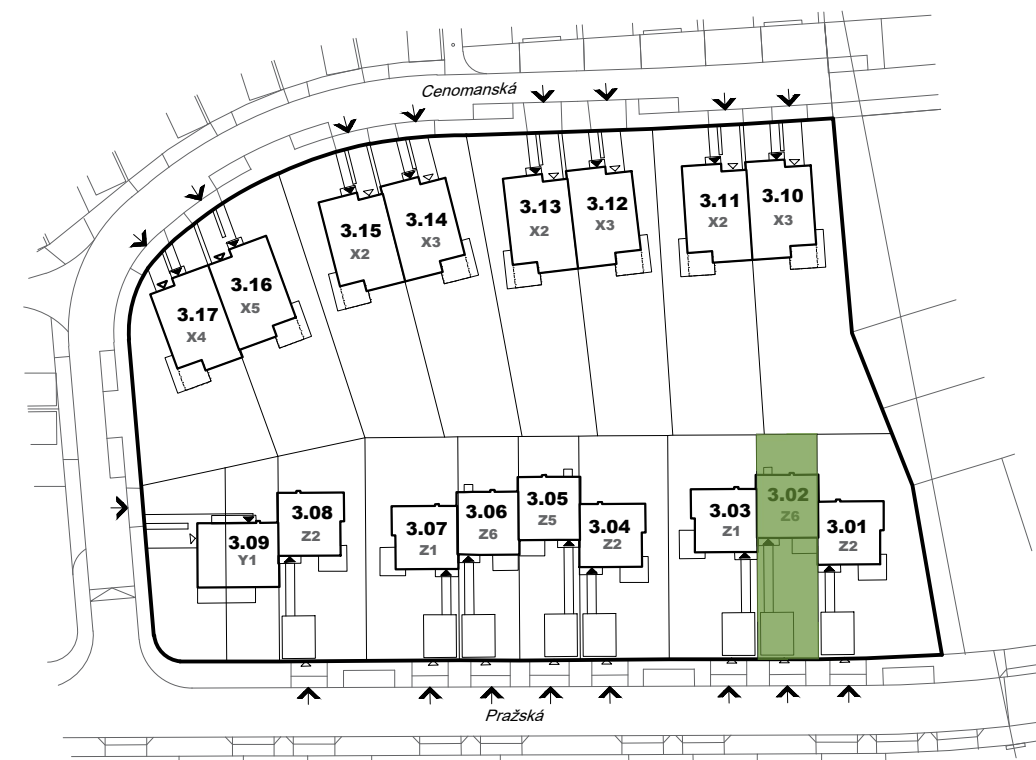 Cenomanská
3.17
X4
3.16
X5
3.15
X2
3.14
X3
3.13
X2
3.12
X3
3.11
X2
3.10
X3
3.09
Y1
3.08
Z2
3.07
Z1
3.06
Z6
3.05
Z5
3.04
Z2
3.03
Z1
3.02
Z6
3.01
Z2
Pražská